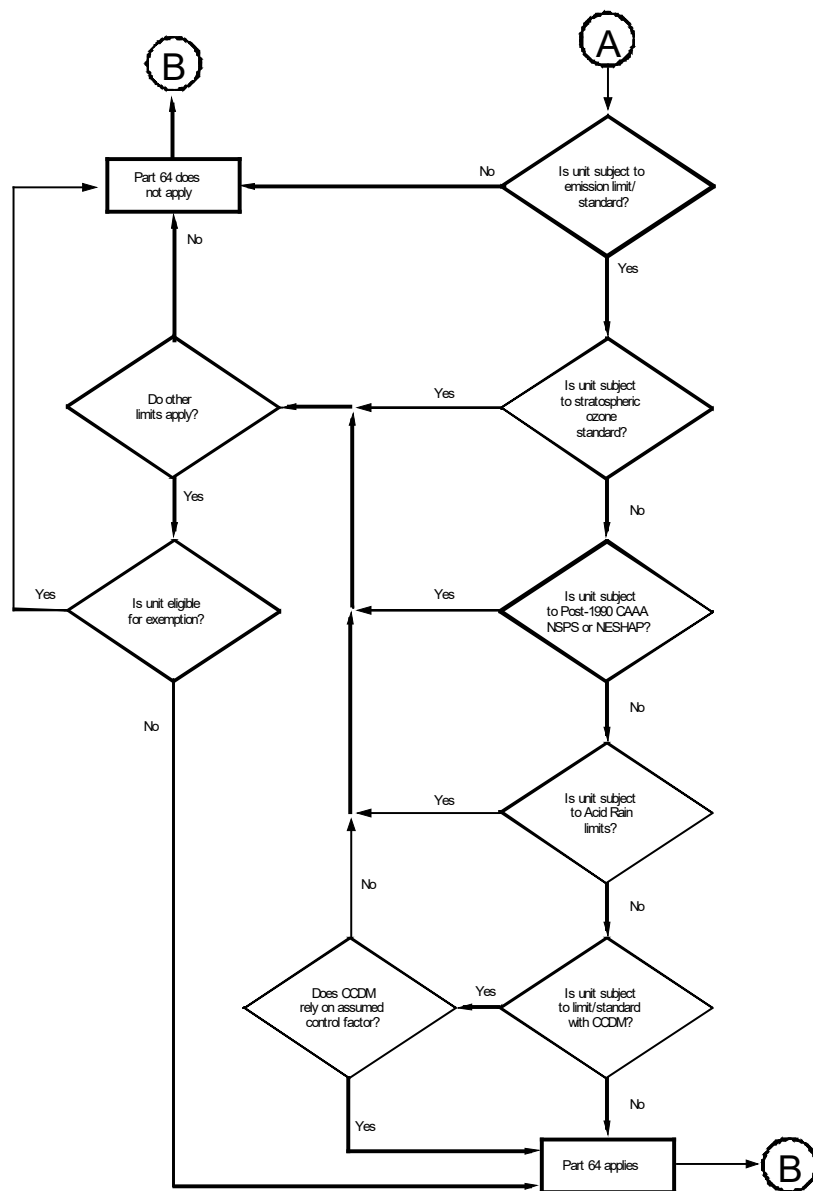 A
B
Part 64 does
not apply
No
Is unit subject to
emission limit/
standard?
Yes
No
Do other
limits apply?
Yes
Is unit subject
to stratospheric
ozone
standard?
Yes
No
Yes
Is unit eligible
for exemption?
Yes
Is unit subject
to Post-1990 CAAA
NSPS or NESHAP?
No
No
Yes
Is unit subject
to Acid Rain
limits?
No
No
Does CCDM
rely on assumed
control factor?
Yes
Is unit subject
to limit/standard
with CCDM?
Yes
No
Part 64 applies
B